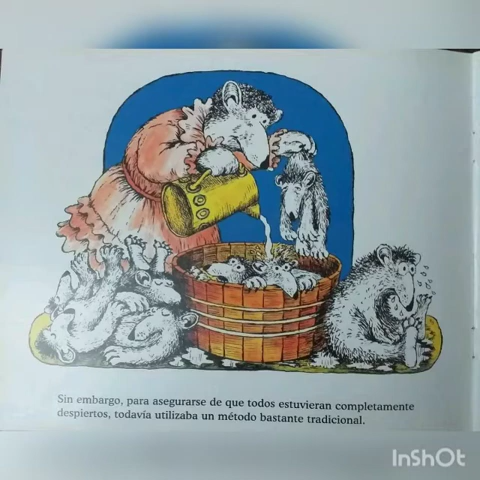 Sin embargo, para asegurarse de que todos estuvieran completamente
despiertos, todavía utilizaba un método bastante tradicional.
InShOt